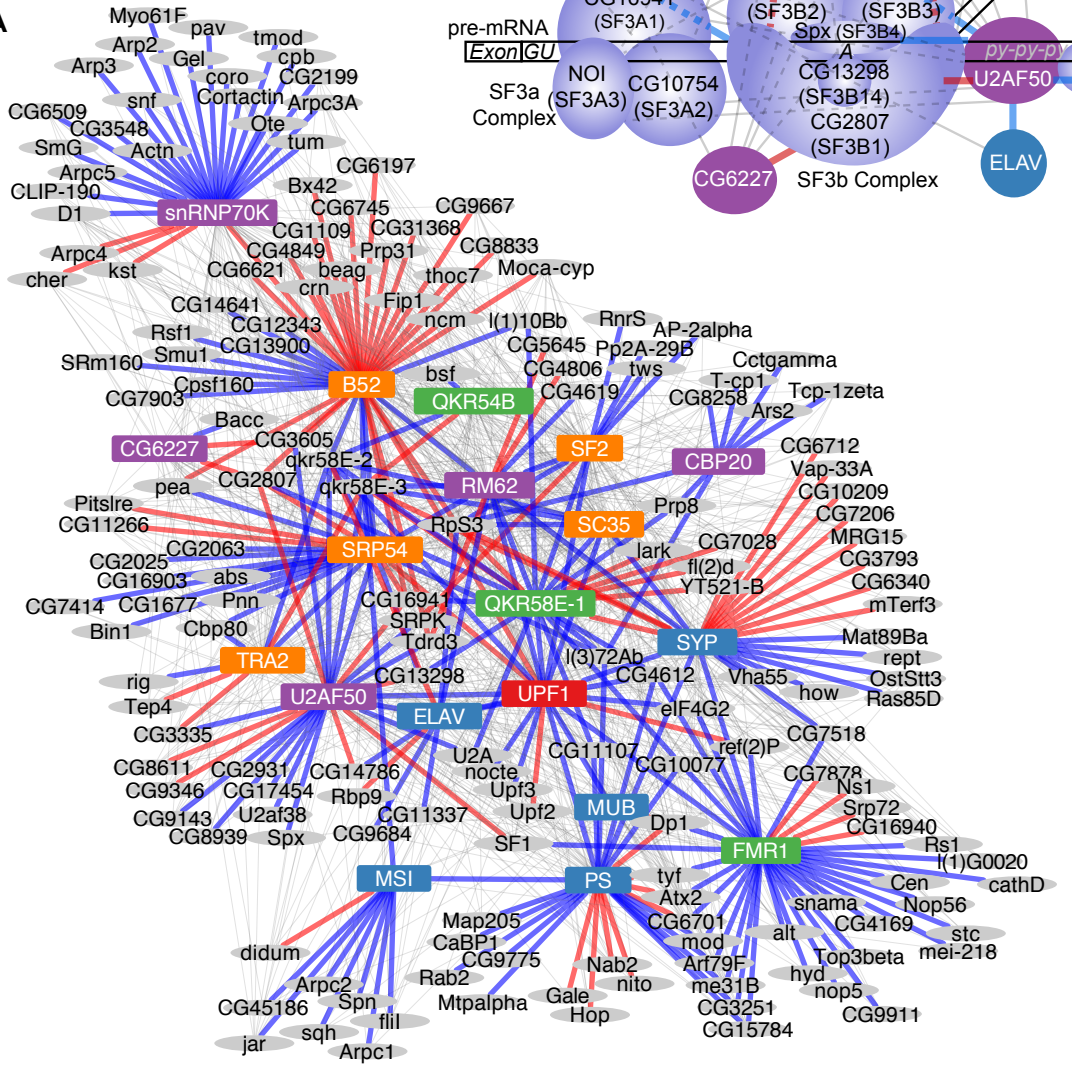 A
CG16941
(SF3A1)
(SF3B2)
(SF3B3)
Spx (SF3B4)
pre-mRNA
Exon GU
A
py-py-py
NOI
(SF3A3)
CG10754
(SF3A2)
CG13298
(SF3B14)
CG2807
(SF3B1)
U2AF50
SF3a
Complex
CG6227
SF3b Complex
ELAV
Myo61F
pav
tmod
Arp2
Gel
cpb
Arp3
coro
CG2199
snf
Cortactin
Arpc3A
CG6509
CG3548
Ote
SmG
Actn
tum
Arpc5
CLIP-190
D1
snRNP70K
Arpc4
cher
kst
CG6197
Bx42
CG6745
CG9667
CG1109
CG31368
CG4849
Prp31
CG8833
CG6621
beag
thoc7
Moca-cyp
crn
Fip1
ncm
CG14641
Rsf1
CG12343
SRm160
Smu1
CG13900
Cpsf160
CG7903
B52
l(1)10Bb
RnrS
AP-2alpha
CG5645
Pp2A-29B
CG4806
tws
CG4619
bsf
QKR54B
Cctgamma
T-cp1
Tcp-1zeta
CG8258
Ars2
Bacc
CG6227
CG3605
qkr58E-2
CG2807
qkr58E-3
pea
SF2
RM62
CBP20
CG6712
Vap-33A
CG10209
CG7206
MRG15
CG3793
CG6340
mTerf3
Pitslre
CG11266
CG2063
CG2025
CG16903
abs
CG7414
CG1677
Pnn
Bin1
Cbp80
SRP54
RpS3
SC35
Prp8
lark
CG7028
fl(2)d
YT521-B
CG16941
SRPK
Tdrd3
QKR58E-1
SYP
Mat89Ba
rept
OstStt3
Ras85D
TRA2
rig
Tep4
CG3335
U2AF50
CG13298
ELAV
UPF1
l(3)72Ab
CG4612
Vha55
how
eIF4G2
CG8611
CG2931
CG14786
CG9346
CG17454
Rbp9
CG9143
U2af38
CG11337
CG8939
Spx
CG9684
U2A
nocte
Upf3
Upf2
SF1
CG11107
CG10077
ref(2)P
CG7518
MUB
Dp1
CG7878
Ns1
Srp72
CG16940
FMR1
Rs1
l(1)G0020
cathD
Cen
Nop56
MSI
PS
tyf
Atx2
CG6701
mod
snama
CG4169
alt
stc
mei-218
Top3beta
Arf79F
hyd
nop5
me31B
CG9911
CG3251
CG15784
Map205
CaBP1
CG9775
Rab2
Mtpalpha
Nab2
nito
Gale
Hop
didum
Arpc2
CG45186
Spn
jar
sqh
fliI
Arpc1